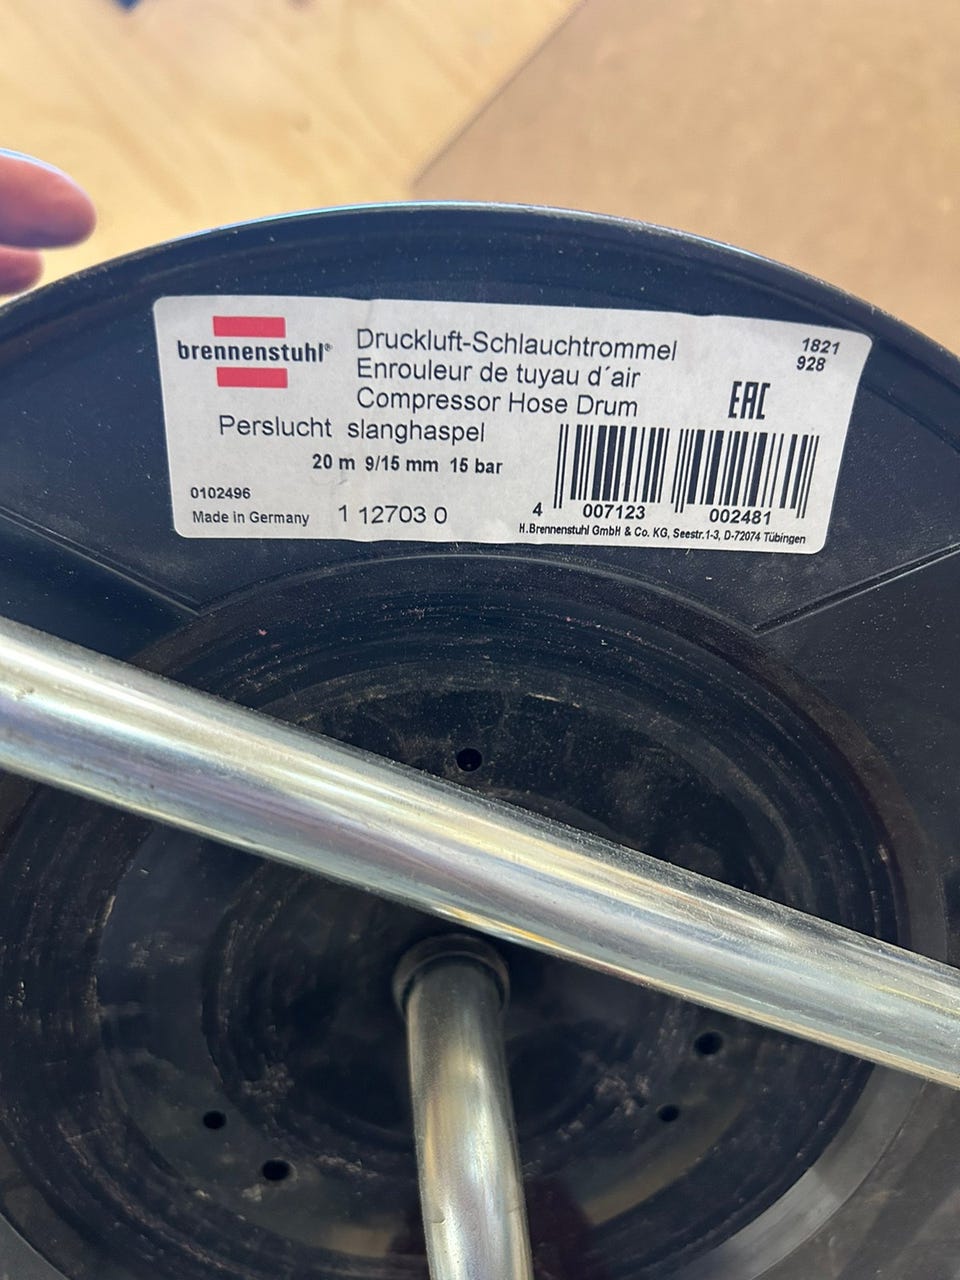 brennenstuhl®
Druckluft-Schlauchtrommel
Enrouleur de tuyau d´air
Compressor Hose Drum
Perslucht slanghaspel
20 m 9/15 mm 15 bar
1821
928
EAC
0102496
Made in Germany
1 12703 0
4 007123 002481
H.Brennenstuhl GmbH & Co. KG, Seestr.1-3, D-72074 Tübingen